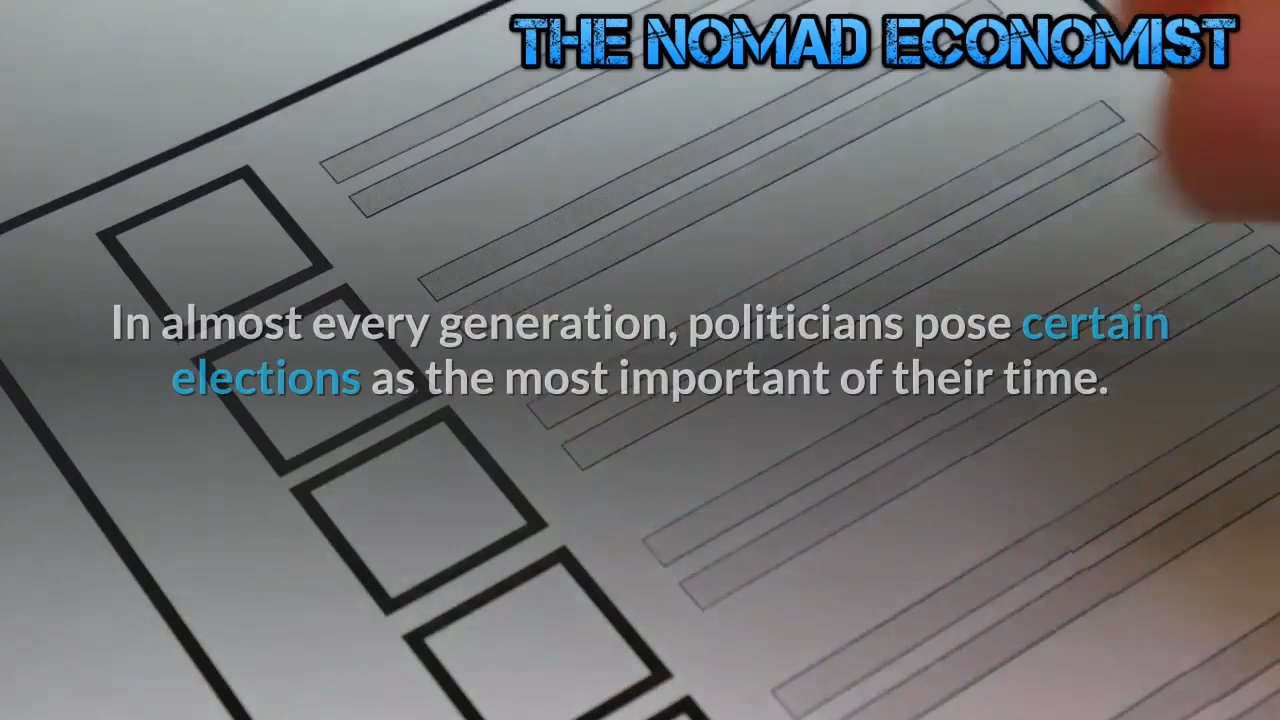 THE NOMAD ECONOMIST
In almost every generation, politicians pose certain
elections as the most important of their time.